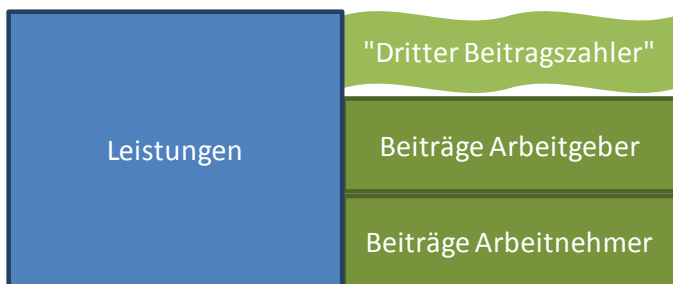 Leistungen
"Dritter Beitragszahler"
Beiträge Arbeitgeber
Beiträge Arbeitnehmer